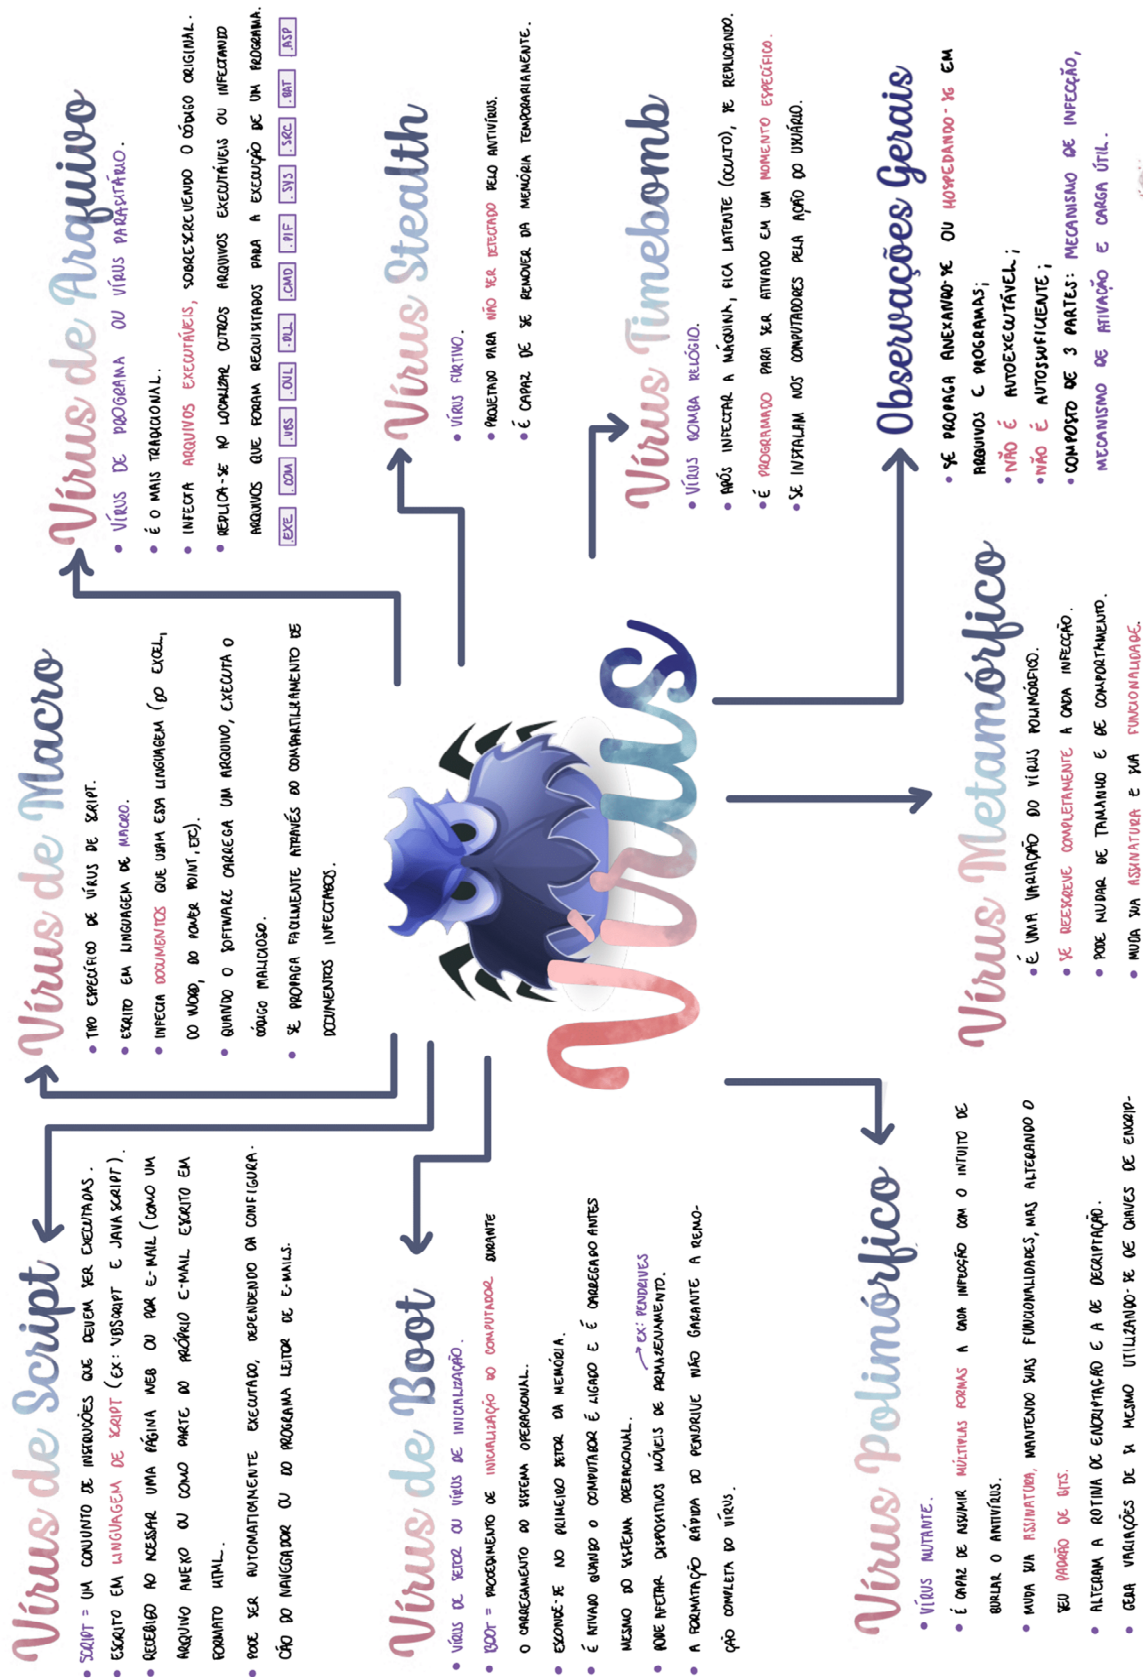 Vírus de Script
• SCRIPT = UM CONJUNTO DE INSTRUÇÕES QUE DEVEM SER EXECUTADAS.
• ESCRITO EM LINGUAGEM DE SCRIPT (EX: VBSCRIPT E JAVASCRIPT).
• RECEBIDO AO ACESSAR UMA PÁGINA WEB OU POR E-MAIL (COMO UM
ARQUIVO ANEXO OU COMO PARTE DO PRÓPRIO E-MAIL ESCRITO EM
FORMATO HTML.
• PODE SER AUTOMATICAMENTE EXECUTADO, DEPENDENDO DA CONFIGURA-
ÇÃO DO NAVEGADOR OU DO PROGRAMA LEITOR DE E-MAILS.
Vírus de Macro
• TIPO ESPECÍFICO DE VÍRUS DE SCRIPT.
• ESCRITO EM LINGUAGEM DE MACRO.
• INFECTA DOCUMENTOS QUE USAM ESSA LINGUAGEM (DO EXCEL,
DO WORD, DO POWER POINT, ETC).
• QUANDO O SOFTWARE CARREGA UM ARQUIVO, EXECUTA O
CÓDIGO MALICIOSO.
• SE PROPAGA FACILMENTE ATRAVÉS DO COMPARTILHAMENTO DE
DOCUMENTOS INFECTADOS.
Vírus de Arquivo
• VÍRUS DE PROGRAMA OU VÍRUS PARASITÁRIO.
• É O MAIS TRADICIONAL.
• INFECTA ARQUIVOS EXECUTÁVEIS, SOBRESCREVENDO O CÓDIGO ORIGINAL.
• REPLICA-SE AO LOCALIZAR OUTROS ARQUIVOS EXECUTÁVEIS OU INFECTANDO
ARQUIVOS QUE FORAM REQUISITADOS PARA A EXECUÇÃO DE UM PROGRAMA.
.EXE .COM .VBS .OUL .DLL .CMD .PIF .SYS .SRC .BAT .ASP
Vírus de Boot
• VÍRUS DE SETOR OU VÍRUS DE INICIALIZAÇÃO.
• BOOT = PROCEDIMENTO DE INICIALIZAÇÃO DO COMPUTADOR DURANTE
O CARREGAMENTO DO SISTEMA OPERACIONAL.
• ESCONDE-SE NO PRIMEIRO SETOR DA MEMÓRIA.
• É ATIVADO QUANDO O COMPUTADOR É LIGADO E É CARREGADO ANTES
MESMO DO SISTEMA OPERACIONAL.
EX: PENDRIVES
• PODE AFETAR DISPOSITIVOS MÓVEIS DE ARMAZENAMENTO.
• A FORMATAÇÃO RÁPIDA DO PENDRIVE NÃO GARANTE A REMO-
ÇÃO COMPLETA DO VÍRUS.
Vírus
Vírus Stealth
• VÍRUS FURTIVO.
• PROJETADO PARA NÃO SER DETECTADO PELO ANTIVÍRUS.
• É CAPAZ DE SE REMOVER DA MEMÓRIA TEMPORARIAMENTE.
Vírus Timebomb
• VÍRUS BOMBA RELÓGIO.
• APÓS INFECTAR A MÁQUINA, FICA LATENTE (OCULTO), SE REPLICANDO.
• É PROGRAMADO PARA SER ATIVADO EM UM MOMENTO ESPECÍFICO.
• SE INSTALAM NOS COMPUTADORES PELA AÇÃO DO USUÁRIO.
Vírus Polimórfico
• VÍRUS MUTANTE.
• É CAPAZ DE ASSUMIR MÚLTIPLAS FORMAS A CADA INFECÇÃO COM O INTUITO DE
BURLAR O ANTIVÍRUS.
• MUDA SUA ASSINATURA, MANTENDO SUAS FUNCIONALIDADES, MAS ALTERANDO O
SEU PADRÃO DE BITS.
• ALTERAM A ROTINA DE ENCRIPTAÇÃO E A DE DECRIPTAÇÃO.
• GERA VARIAÇÕES DE SI MESMO UTILIZANDO-SE DE CHAVES DE ENCRIP-
Vírus Metamórfico
• É UMA VARIAÇÃO DO VÍRUS POLIMÓRFICO.
• SE REESCREVE COMPLETAMENTE A CADA INFECÇÃO.
• PODE MUDAR DE TAMANHO E DE COMPORTAMENTO.
• MUDA SUA ASSINATURA E SUA FUNCIONALIDADE.
Observações Gerais
• SE PROPAGA ANEXANDO-SE OU HOSPEDANDO-SE EM
ARQUIVOS E PROGRAMAS;
• NÃO É AUTOEXECUTÁVEL;
• NÃO É AUTOSSUFICIENTE;
• COMPOSTO DE 3 PARTES: MECANISMO DE INFECÇÃO,
MECANISMO DE ATIVAÇÃO E CARGA ÚTIL.